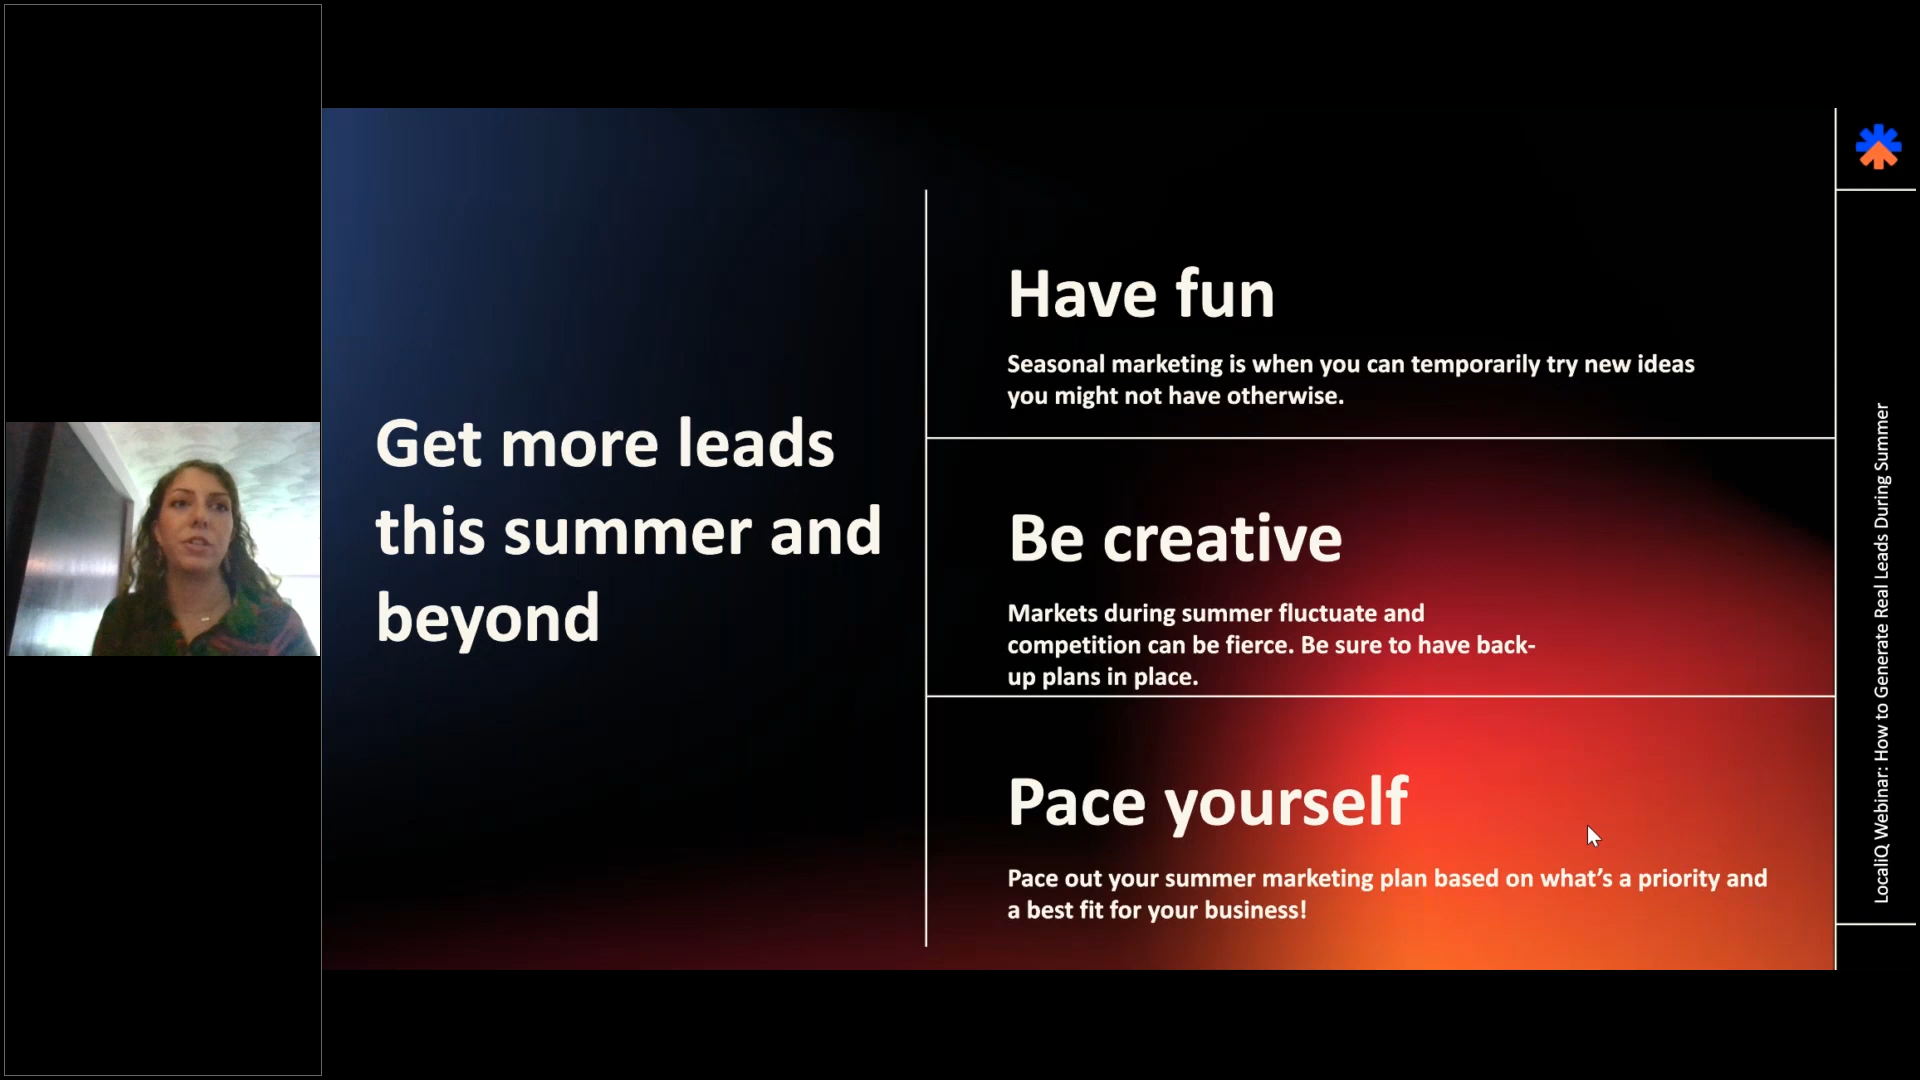 Get more leads
this summer and
beyond
Have fun
Seasonal marketing is when you can temporarily try new ideas
you might not have otherwise.
Be creative
Markets during summer fluctuate and
competition can be fierce. Be sure to have back-
up plans in place.
Pace yourself
Pace out your summer marketing plan based on what’s a priority and
a best fit for your business!
LocaliQ Webinar: How to Generate Real Leads During Summer